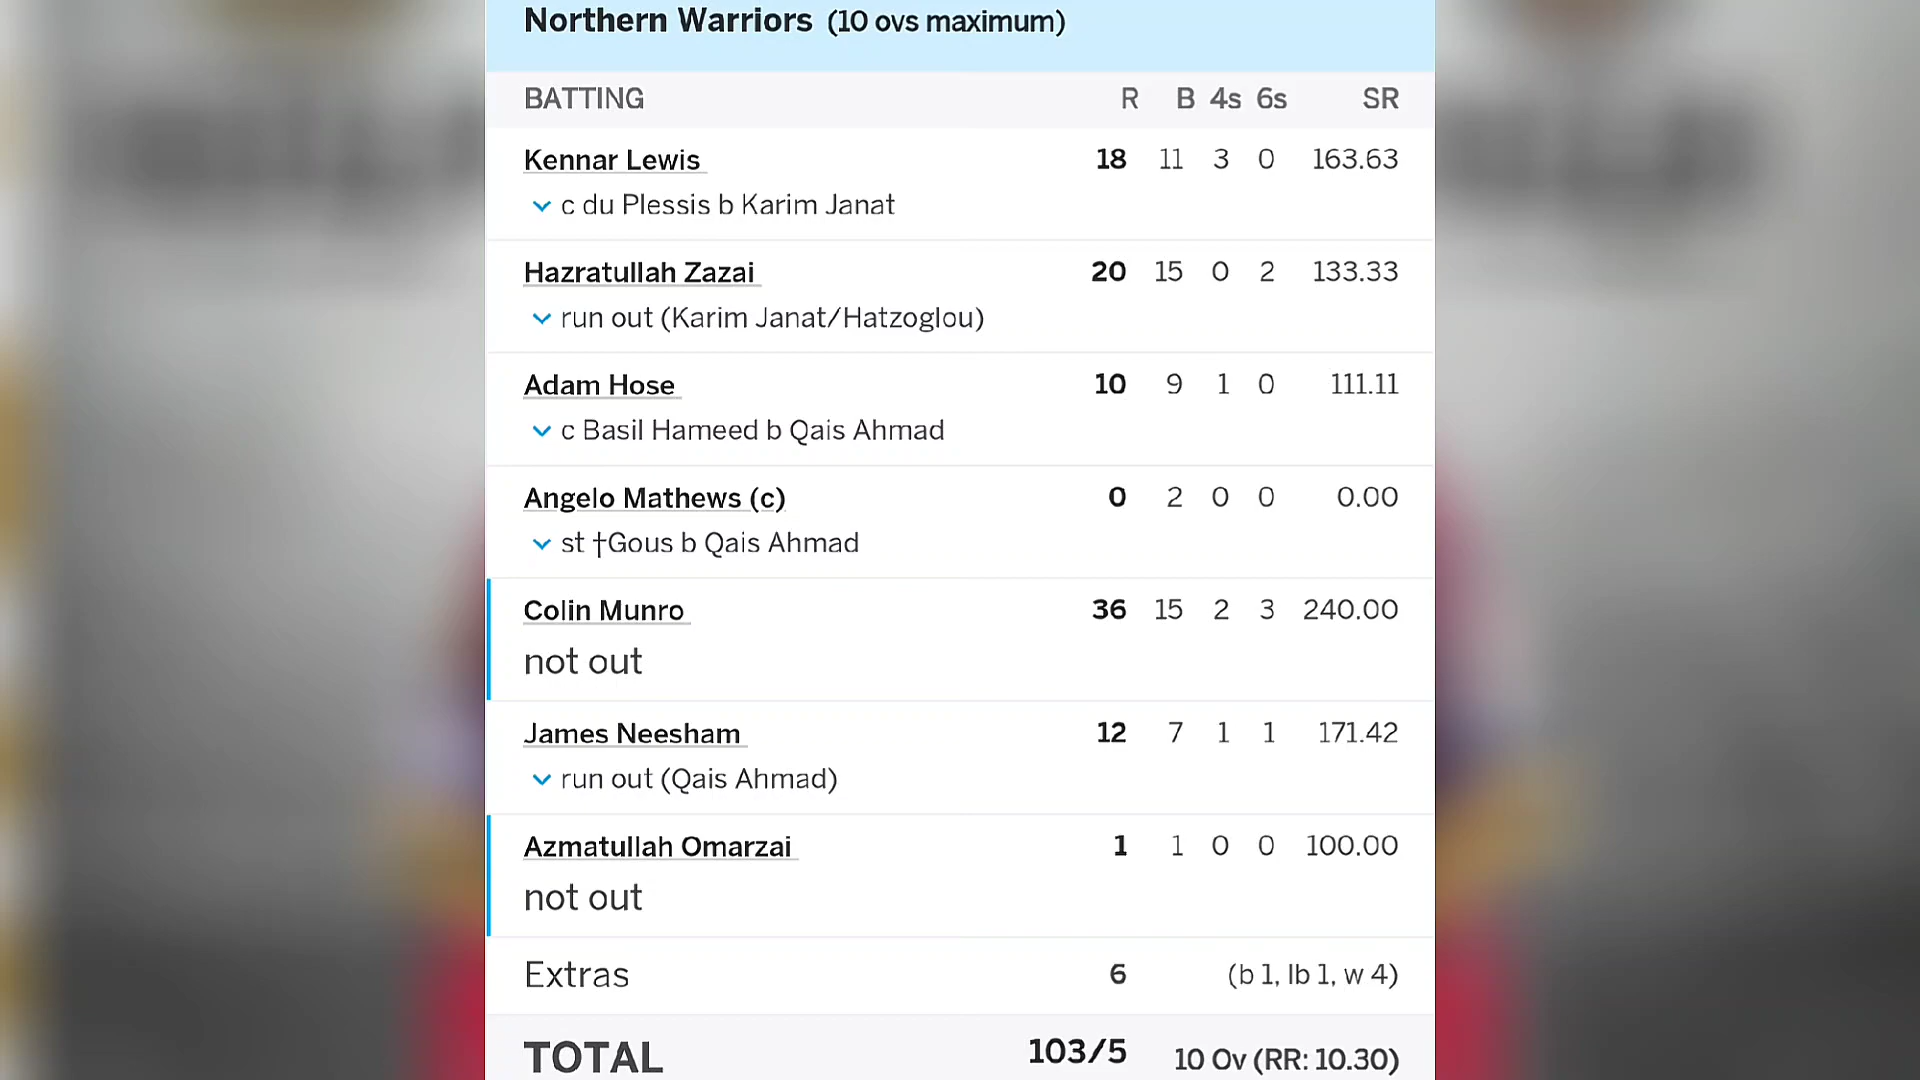 Northern Warriors (10 ovs maximum)
BATTING R B 4s 6s SR
Kennar Lewis 18 11 3 0 163.63
c du Plessis b Karim Janat
Hazratullah Zazai 20 15 0 2 133.33
run out (Karim Janat/Hatzoglou)
Adam Hose 10 9 1 0 111.11
c Basil Hameed b Qais Ahmad
Angelo Mathews (c) 0 2 0 0 0.00
st †Gous b Qais Ahmad
Colin Munro 36 15 2 3 240.00
not out
James Neesham 12 7 1 1 171.42
run out (Qais Ahmad)
Azmatullah Omarzai 1 1 0 0 100.00
not out
Extras 6 (b 1, lb 1, w 4)
TOTAL 103/5 10 Ov (RR: 10.30)